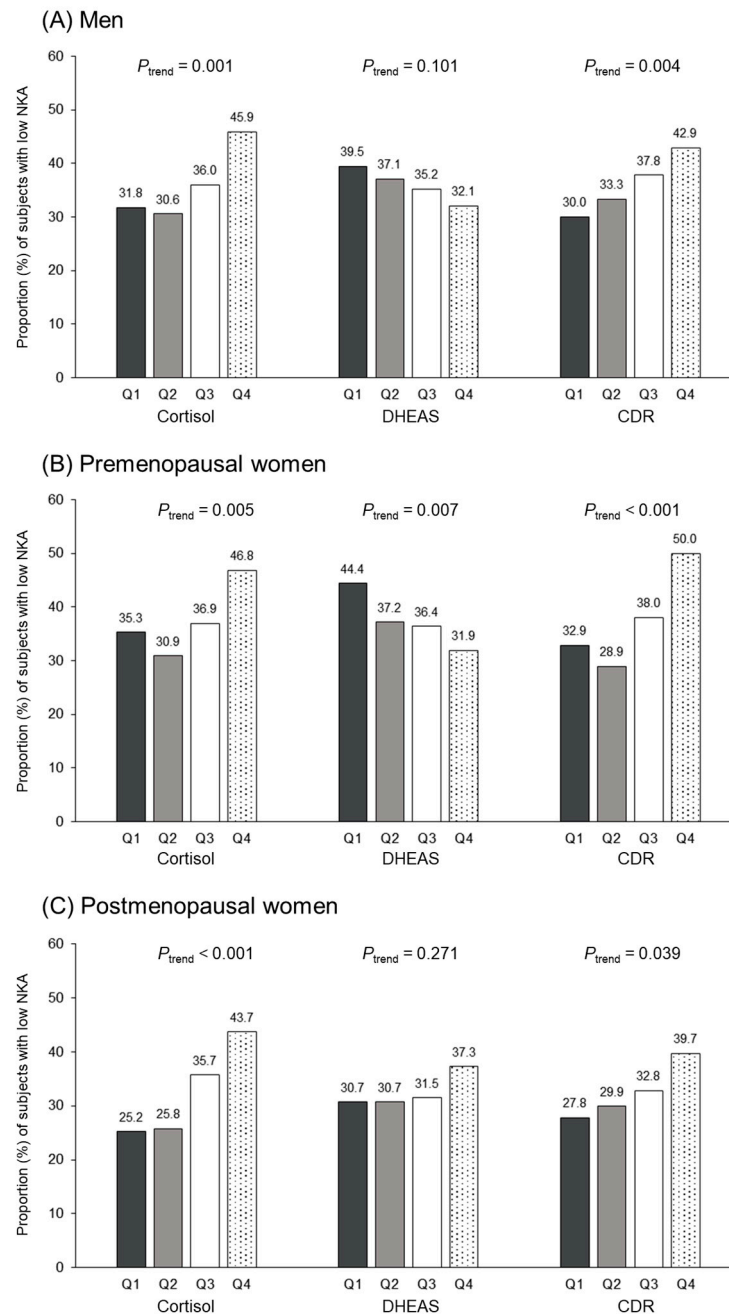 (A) Men
Proportion (%) of subjects with low NKA
60
50
40
30
20
10
0
Ptrend = 0.001
Ptrend = 0.101
Ptrend = 0.004
31.8 30.6 36.0 45.9
39.5 37.1 35.2 32.1
30.0 33.3 37.8 42.9
Q1 Q2 Q3 Q4 Q1 Q2 Q3 Q4 Q1 Q2 Q3 Q4
Cortisol DHEAS CDR
(B) Premenopausal women
Proportion (%) of subjects with low NKA
60
50
40
30
20
10
0
Ptrend = 0.005
Ptrend = 0.007
Ptrend < 0.001
35.3 30.9 36.9 46.8
44.4 37.2 36.4 31.9
32.9 28.9 38.0 50.0
Q1 Q2 Q3 Q4 Q1 Q2 Q3 Q4 Q1 Q2 Q3 Q4
Cortisol DHEAS CDR
(C) Postmenopausal women
Proportion (%) of subjects with low NKA
60
50
40
30
20
10
0
Ptrend < 0.001
Ptrend = 0.271
Ptrend = 0.039
25.2 25.8 35.7 43.7
30.7 30.7 31.5 37.3
27.8 29.9 32.8 39.7
Q1 Q2 Q3 Q4 Q1 Q2 Q3 Q4 Q1 Q2 Q3 Q4
Cortisol DHEAS CDR